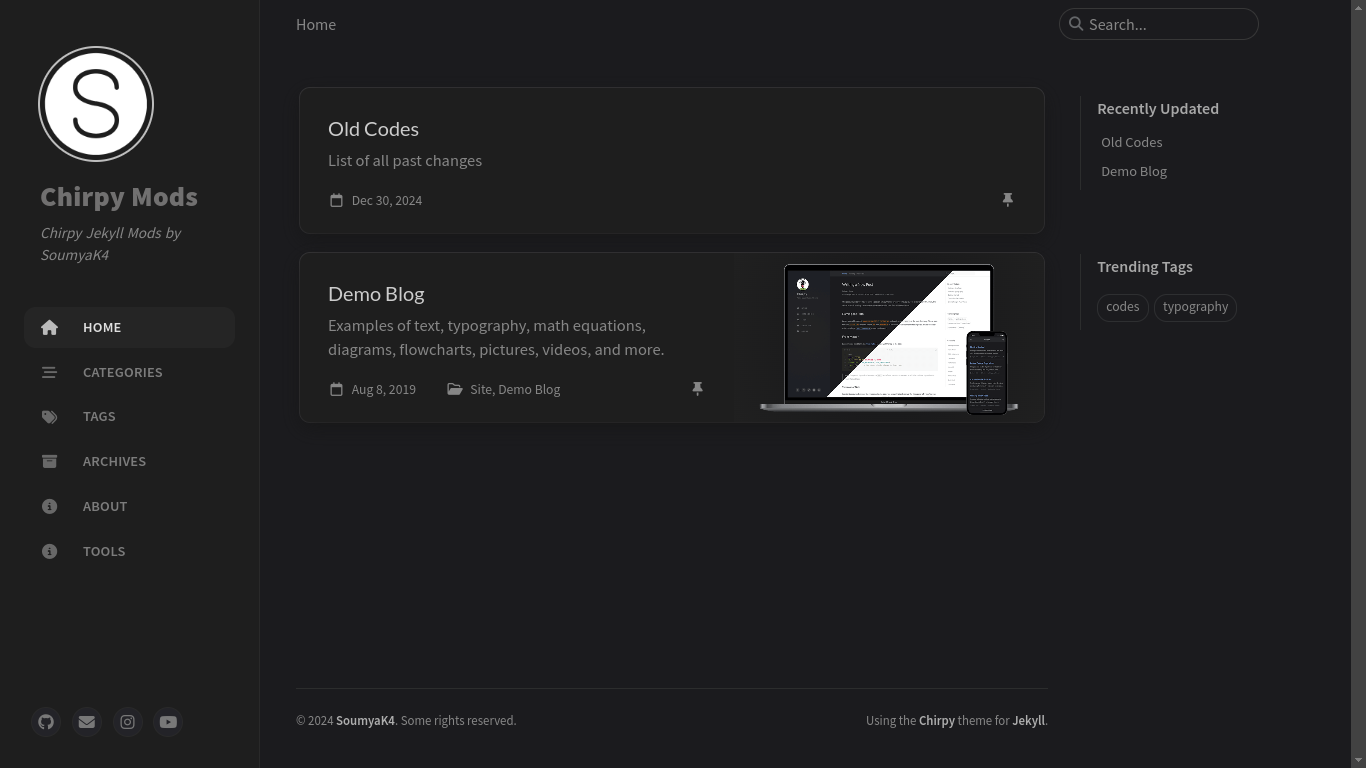 S
Chirpy Mods
Chirpy Jekyll Mods by
SoumyaK4
HOME
CATEGORIES
TAGS
ARCHIVES
ABOUT
TOOLS
Home
Search...
Old Codes
List of all past changes
Dec 30, 2024
Demo Blog
Examples of text, typography, math equations,
diagrams, flowcharts, pictures, videos, and more.
Aug 8, 2019 Site, Demo Blog
Recently Updated
Old Codes
Demo Blog
Trending Tags
codes typography
© 2024 SoumyaK4. Some rights reserved.
Using the Chirpy theme for Jekyll.